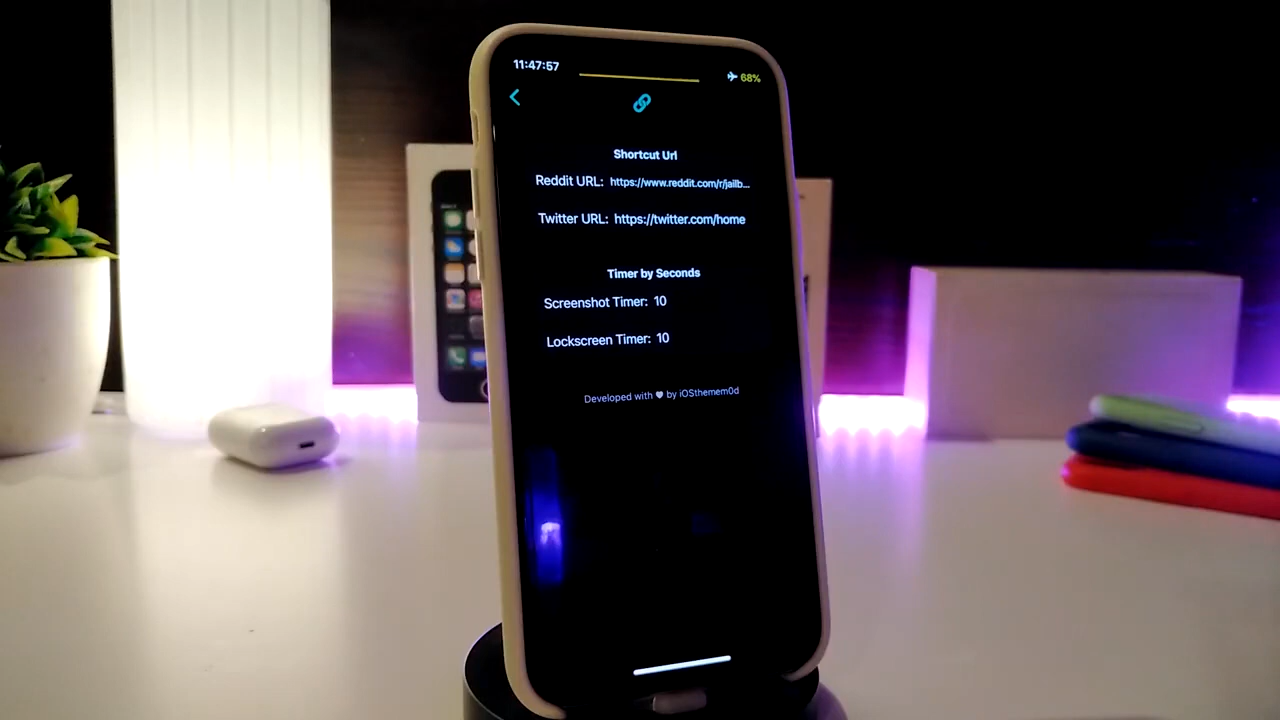 11:47:57
68%
Shortcut Url
Reddit URL: https://www.reddit.com/r/jailb...
Twitter URL: https://twitter.com/home
Timer by Seconds
Screenshot Timer: 10
Lockscreen Timer: 10
Developed with ♥ by iOSthemem0d